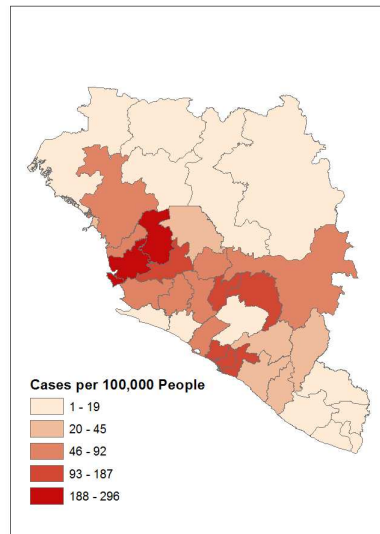 Cases per 100,000 People
1 - 19
20 - 45
46 - 92
93 - 187
188 - 296